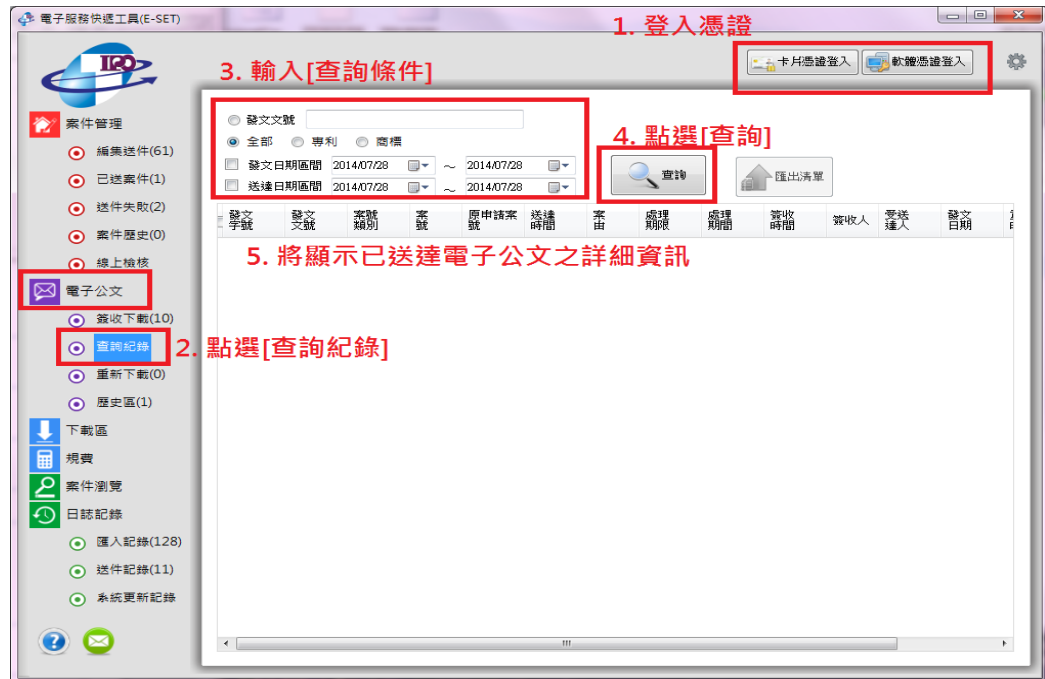 電子服務快遞工具(E-SET)
1. 登入憑證
卡片憑證登入
軟體憑證登入
TIPO
3. 輸入[查詢條件]
案件管理
編集送件(61)
已送案件(1)
送件失敗(2)
案件歷史(0)
線上檢核
電子公文
簽收下載(10)
查詢紀錄
重新下載(0)
歷史區(1)
下載區
規費
案件瀏覽
日誌記錄
匯入記錄(128)
送件記錄(11)
系統更新記錄
2. 點選[查詢紀錄]
發文文號
全部 專利 商標
發文日期區間 2014/07/28 ~ 2014/07/28
送達日期區間 2014/07/28 ~ 2014/07/28
4. 點選[查詢]
查詢
匯出清單
發文字號 發文文號 案號類別 案號 原申請案號 送達時間 案由 處理期限 處理期間 簽收時間 簽收人 受送達人 發文日期
5. 將顯示已送達電子公文之詳細資訊